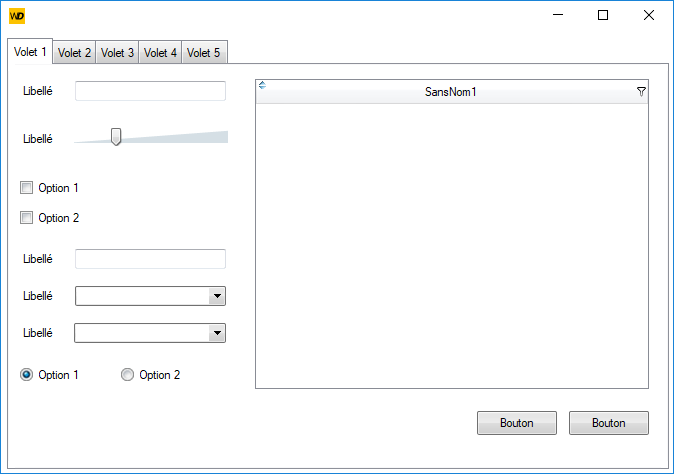 WD
Volet 1 Volet 2 Volet 3 Volet 4 Volet 5
Libellé
SansNom1
Libellé
Option 1
Option 2
Libellé
Libellé
Libellé
Option 1 Option 2
Bouton Bouton